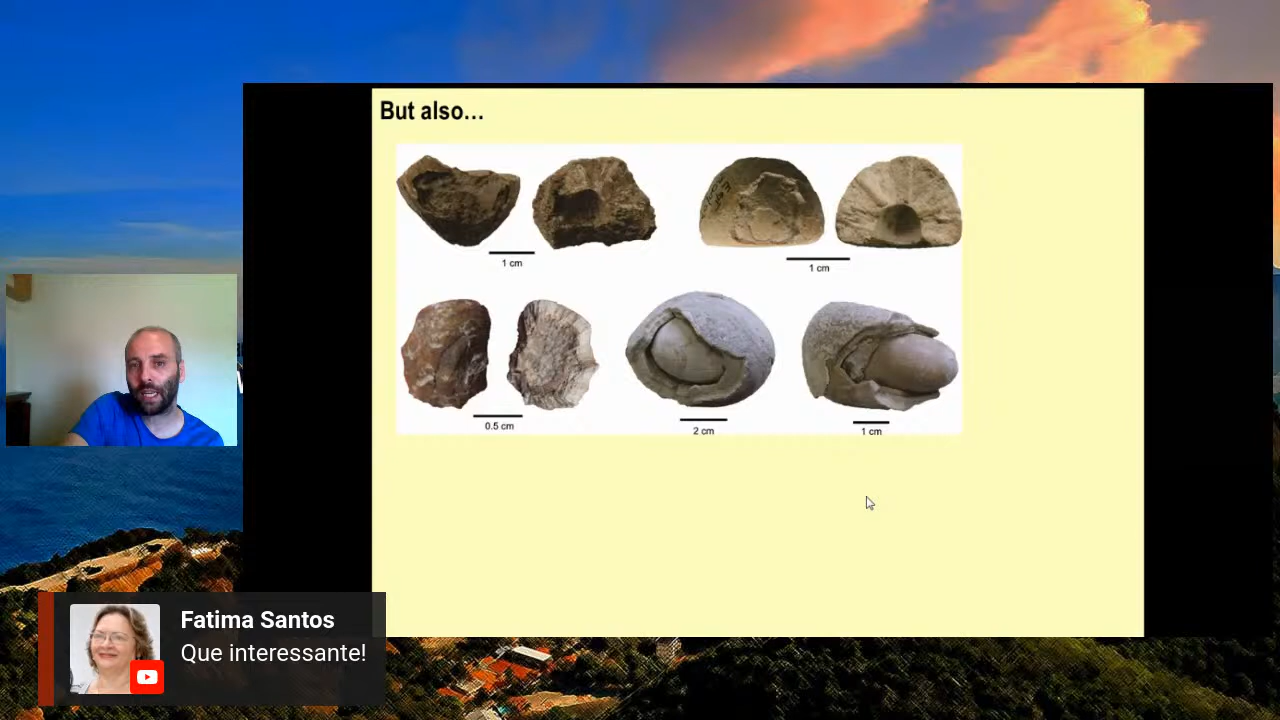 But also...
1 cm
1 cm
0.5 cm
2 cm
1 cm
Fatima Santos
Que interessante!